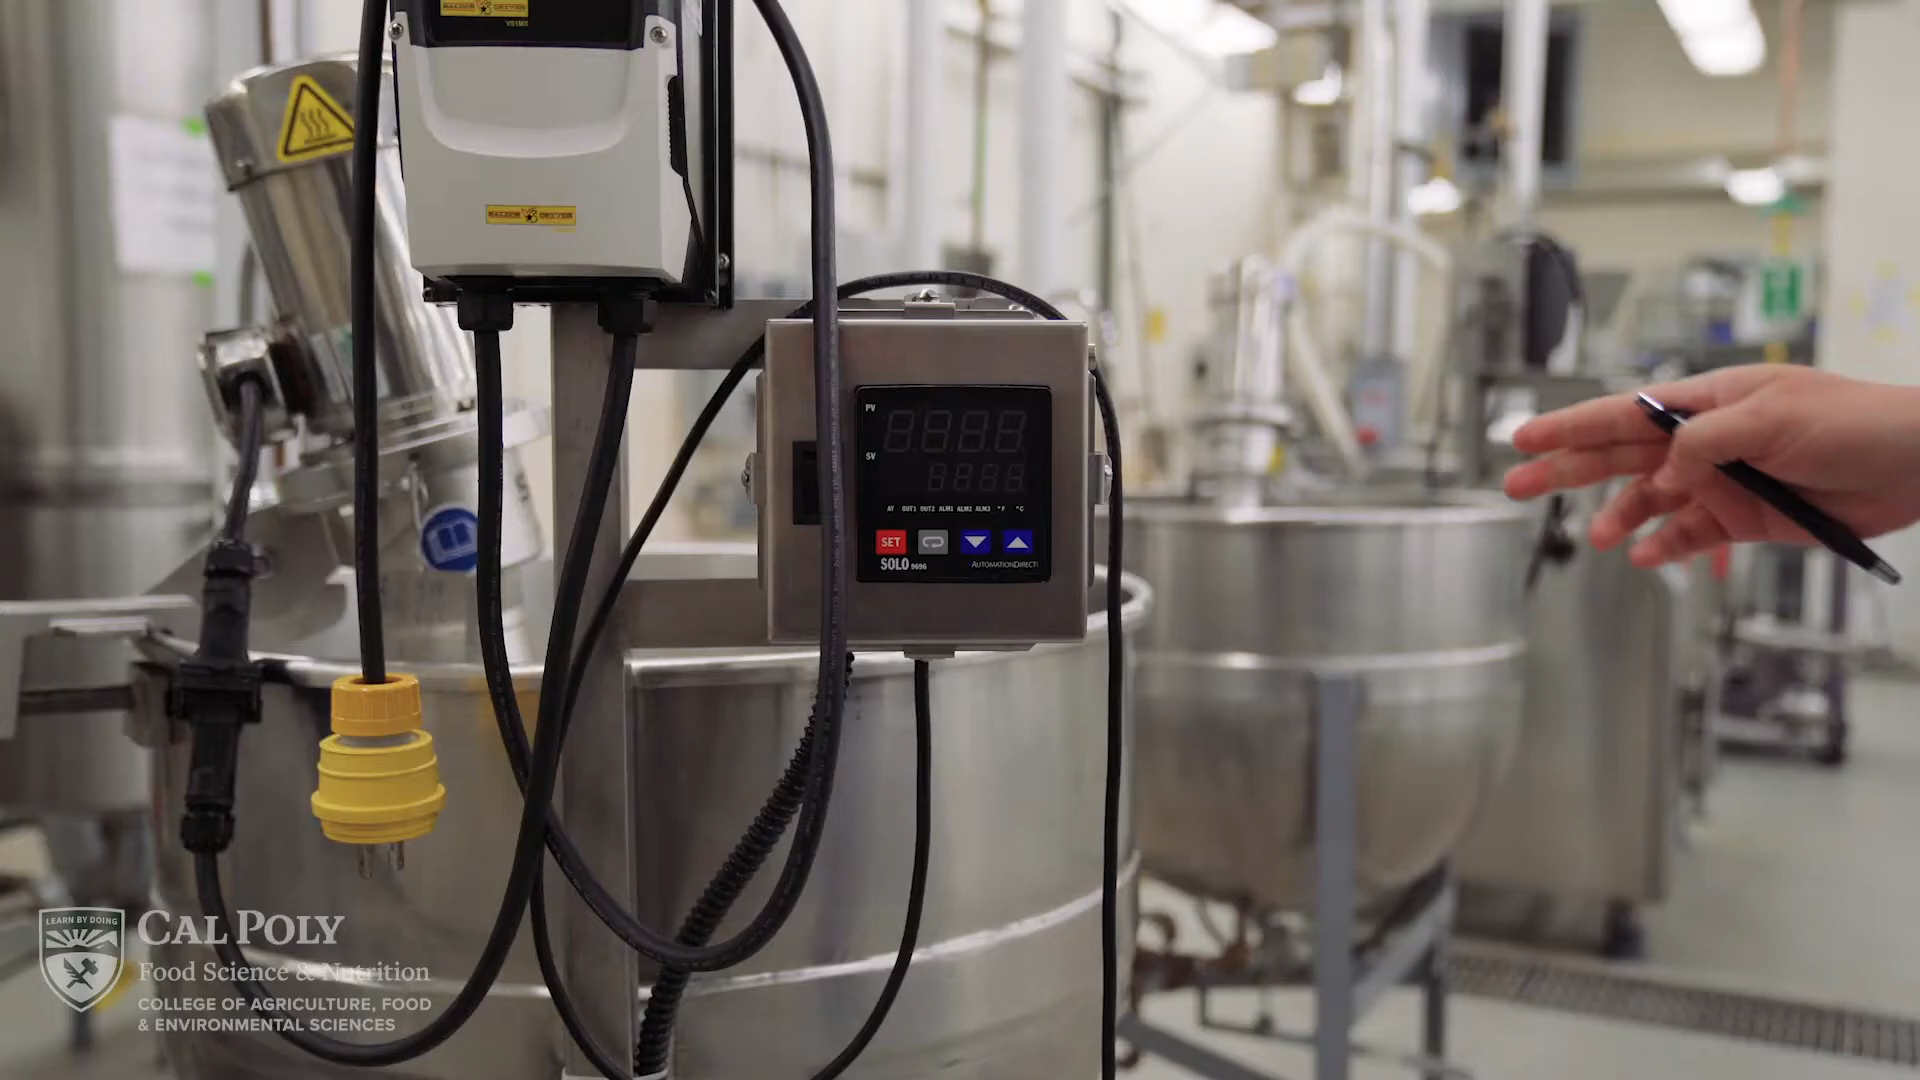 VS1MX
PV
SV
AT OUT1 OUT2 ALM1 ALM2 ALM3 °F °C
SET
SOLO 9696
AUTOMATIONDIRECT
LEARN BY DOING
CAL POLY
Food Science & Nutrition
COLLEGE OF AGRICULTURE, FOOD
& ENVIRONMENTAL SCIENCES